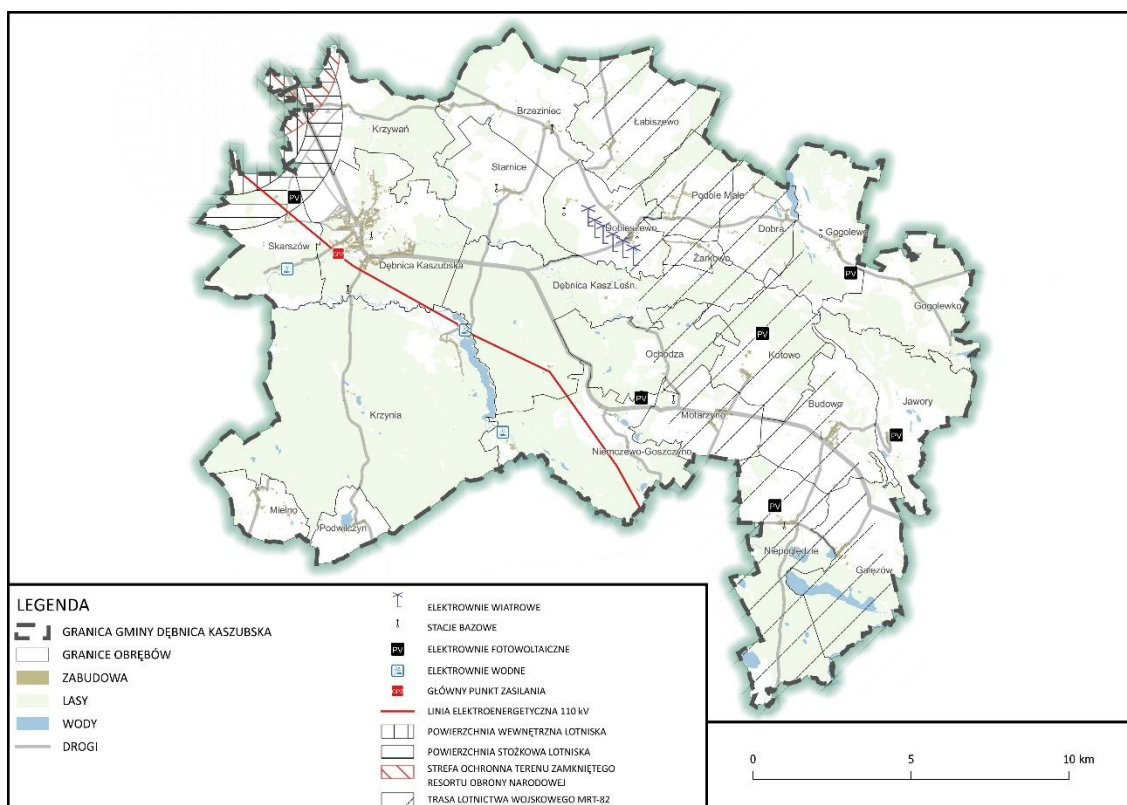 Brzeziniec
Łabiszewo
Krzywań
Starnice
Podole Małe
PV
Dobieszewo
Dobra
Gogolewo
Skarszów
GPZ
Dębnica Kaszubska
Żarkowo
PV
Dębnica Kasz.Leśn.
Gogolewko
PV
Ochodza
Kotowo
PV
Krzynia
Motarzyno
Budowo
Jawory
PV
Niemczewo-Goszczyno
Mielno
Podwilczyn
PV
Niepoględzie
Gałęzów
LEGENDA
GRANICA GMINY DĘBNICA KASZUBSKA
GRANICE OBRĘBÓW
ZABUDOWA
LASY
WODY
DROGI
ELEKTROWNIE WIATROWE
STACJE BAZOWE
PV ELEKTROWNIE FOTOWOLTAICZNE
ELEKTROWNIE WODNE
GPZ GŁÓWNY PUNKT ZASILANIA
LINIA ELEKTROENERGETYCZNA 110 kV
POWIERZCHNIA WEWNĘTRZNA LOTNISKA
POWIERZCHNIA STOŻKOWA LOTNISKA
STREFA OCHRONNA TERENU ZAMKNIĘTEGO
RESORTU OBRONY NARODOWEJ
TRASA LOTNICTWA WOJSKOWEGO MRT-82
0 5 10 km